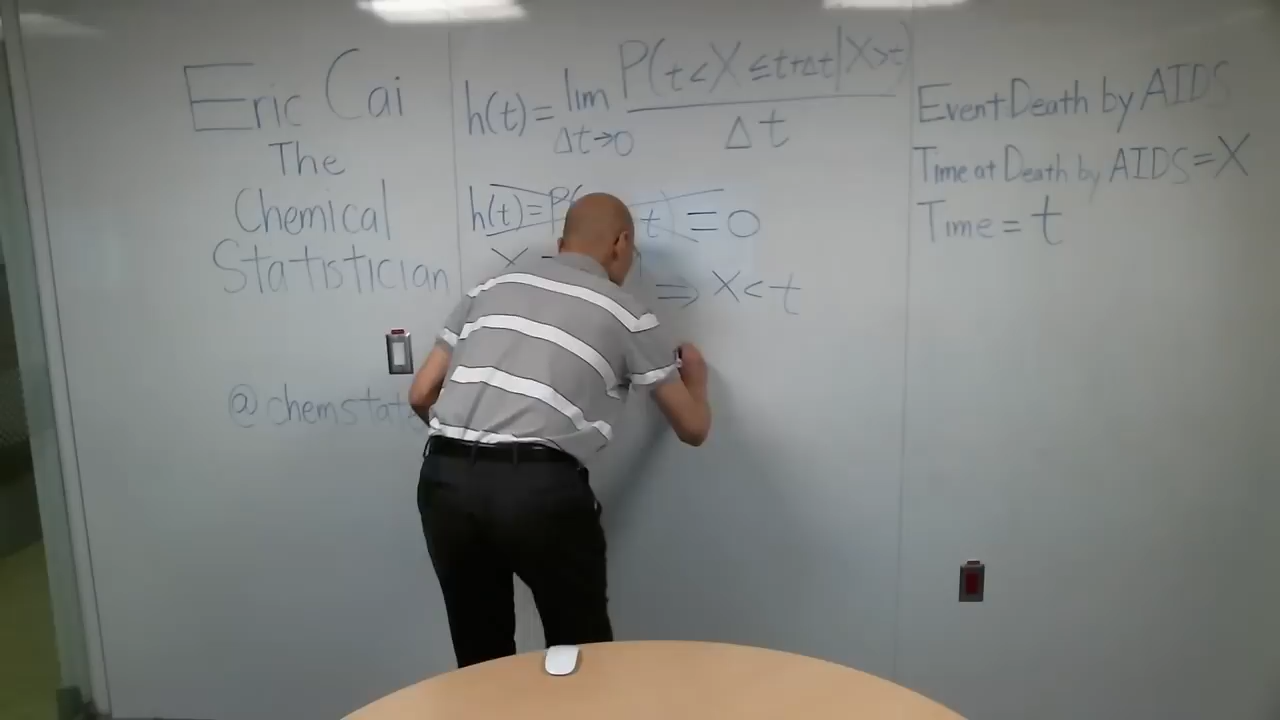 Eric Cai
The
Chemical
Statistician
@chemstat
h(t)= lim Δt→0 P(t<X≤t+Δt|X>t) / Δt
h(t)=P( t) =0
X
⇒ X<t
Event Death by AIDS
Time at Death by AIDS=X
Time = t